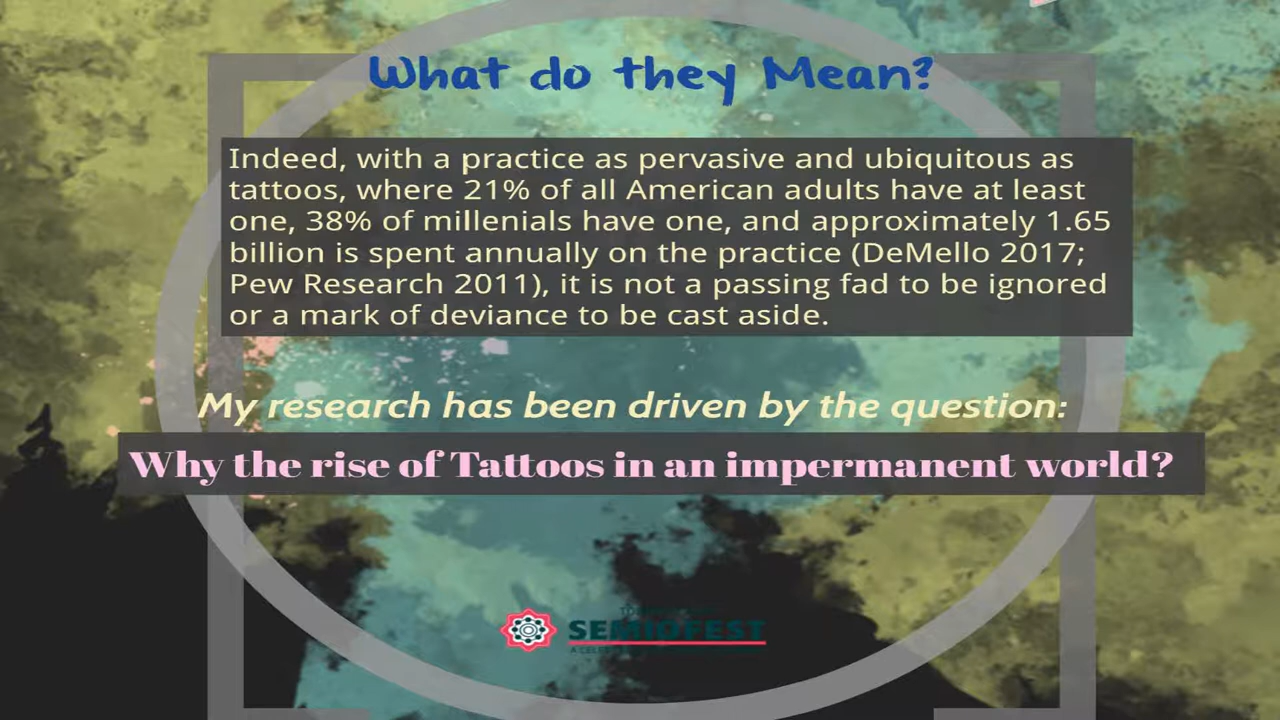 What do they Mean?
Indeed, with a practice as pervasive and ubiquitous as
tattoos, where 21% of all American adults have at least
one, 38% of millenials have one, and approximately 1.65
billion is spent annually on the practice (DeMello 2017;
Pew Research 2011), it is not a passing fad to be ignored
or a mark of deviance to be cast aside.
My research has been driven by the question:
Why the rise of Tattoos in an impermanent world?
SEMIOFEST